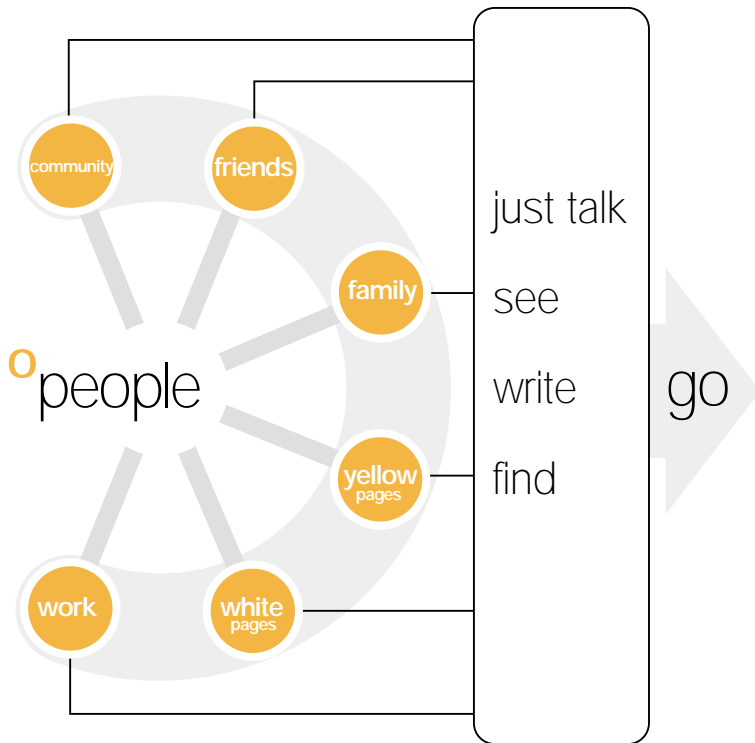 community
friends
family
just talk
see
o
people
write
go
yellow
pages
find
work
white
pages